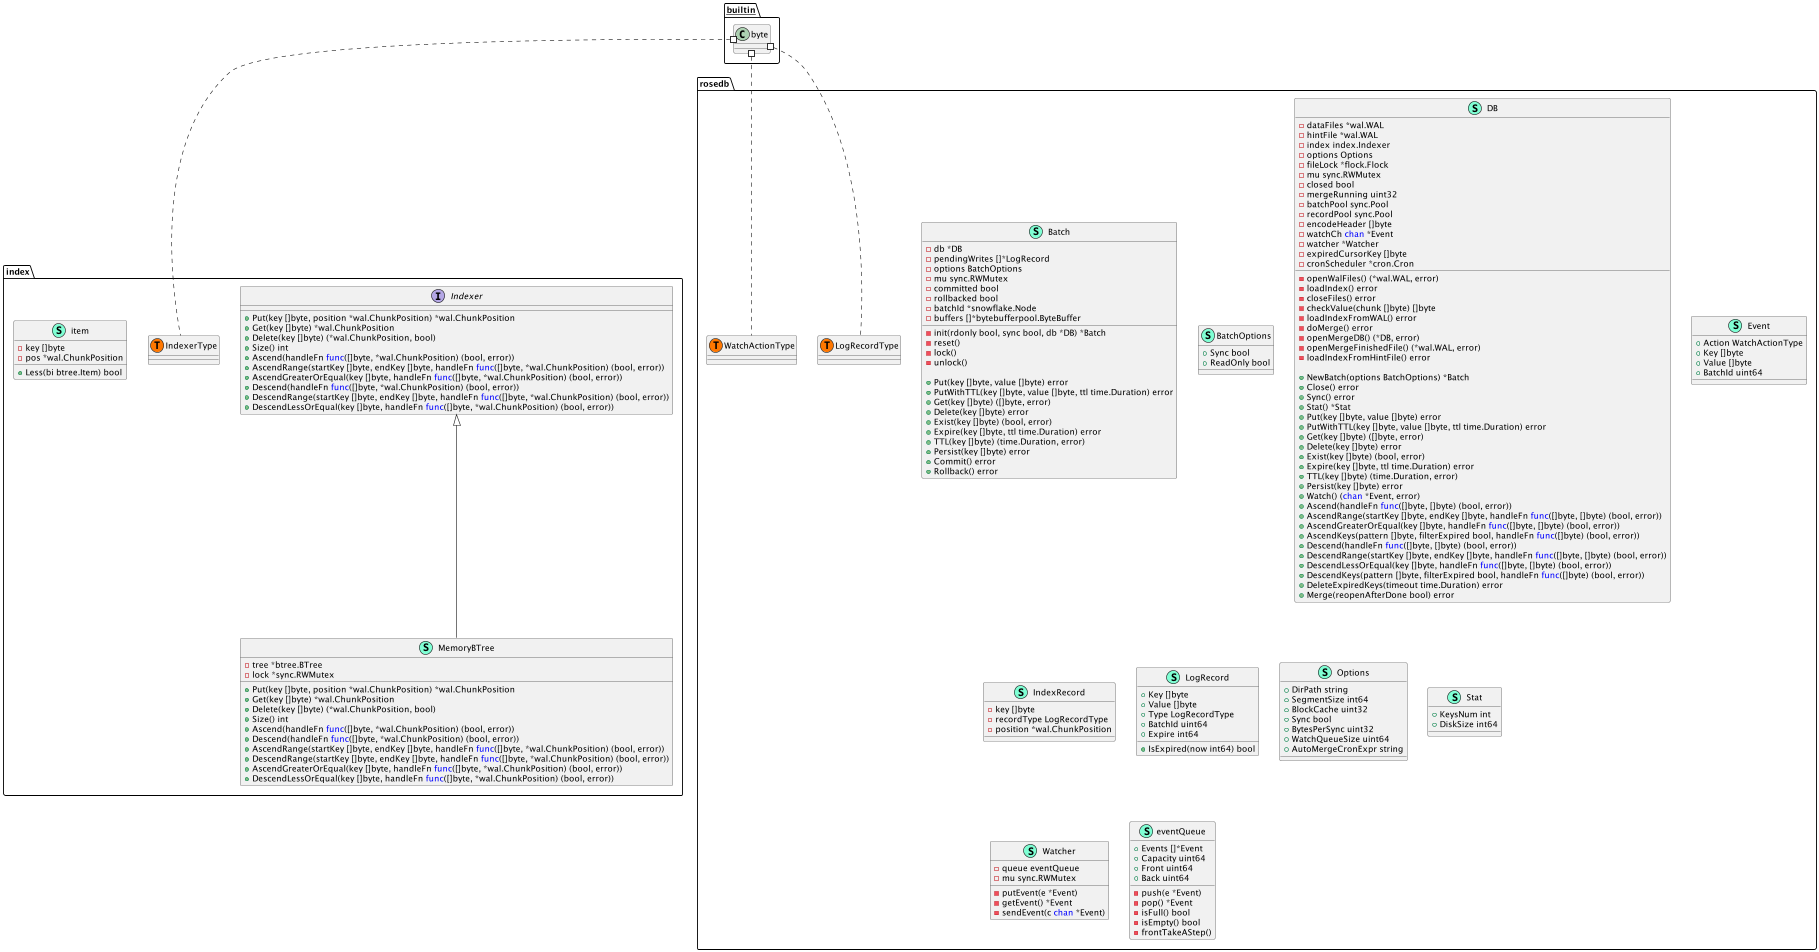 builtin
C byte
rosedb
S DB
dataFiles *wal.WAL
hintFile *wal.WAL
index index.Indexer
options Options
fileLock *flock.Flock
mu sync.RWMutex
closed bool
mergeRunning uint32
batchPool sync.Pool
recordPool sync.Pool
encodeHeader []byte
watchCh chan *Event
watcher *Watcher
expiredCursorKey []byte
cronScheduler *cron.Cron
openWalFiles() (*wal.WAL, error)
loadIndex() error
closeFiles() error
checkValue(chunk []byte) []byte
loadIndexFromWAL() error
doMerge() error
openMergeDB() (*DB, error)
openMergeFinishedFile() (*wal.WAL, error)
loadIndexFromHintFile() error
NewBatch(options BatchOptions) *Batch
Close() error
Sync() error
Stat() *Stat
Put(key []byte, value []byte) error
PutWithTTL(key []byte, value []byte, ttl time.Duration) error
Get(key []byte) ([]byte, error)
Delete(key []byte) error
Exist(key []byte) (bool, error)
Expire(key []byte, ttl time.Duration) error
TTL(key []byte) (time.Duration, error)
Persist(key []byte) error
Watch() (chan *Event, error)
Ascend(handleFn func([]byte, []byte) (bool, error))
AscendRange(startKey []byte, endKey []byte, handleFn func([]byte, []byte) (bool, error))
AscendGreaterOrEqual(key []byte, handleFn func([]byte, []byte) (bool, error))
AscendKeys(pattern []byte, filterExpired bool, handleFn func([]byte) (bool, error))
Descend(handleFn func([]byte, []byte) (bool, error))
DescendRange(startKey []byte, endKey []byte, handleFn func([]byte, []byte) (bool, error))
DescendLessOrEqual(key []byte, handleFn func([]byte, []byte) (bool, error))
DescendKeys(pattern []byte, filterExpired bool, handleFn func([]byte) (bool, error))
DeleteExpiredKeys(timeout time.Duration) error
Merge(reopenAfterDone bool) error
S Batch
db *DB
pendingWrites []*LogRecord
options BatchOptions
mu sync.RWMutex
committed bool
rollbacked bool
batchId *snowflake.Node
buffers []*bytebufferpool.ByteBuffer
init(rdonly bool, sync bool, db *DB) *Batch
reset()
lock()
unlock()
Put(key []byte, value []byte) error
PutWithTTL(key []byte, value []byte, ttl time.Duration) error
Get(key []byte) ([]byte, error)
Delete(key []byte) error
Exist(key []byte) (bool, error)
Expire(key []byte, ttl time.Duration) error
TTL(key []byte) (time.Duration, error)
Persist(key []byte) error
Commit() error
Rollback() error
S BatchOptions
Sync bool
ReadOnly bool
S Event
Action WatchActionType
Key []byte
Value []byte
BatchId uint64
T WatchActionType
T LogRecordType
index
S item
key []byte
pos *wal.ChunkPosition
Less(bi btree.Item) bool
T IndexerType
I Indexer
Put(key []byte, position *wal.ChunkPosition) *wal.ChunkPosition
Get(key []byte) *wal.ChunkPosition
Delete(key []byte) (*wal.ChunkPosition, bool)
Size() int
Ascend(handleFn func([]byte, *wal.ChunkPosition) (bool, error))
AscendRange(startKey []byte, endKey []byte, handleFn func([]byte, *wal.ChunkPosition) (bool, error))
AscendGreaterOrEqual(key []byte, handleFn func([]byte, *wal.ChunkPosition) (bool, error))
Descend(handleFn func([]byte, *wal.ChunkPosition) (bool, error))
DescendRange(startKey []byte, endKey []byte, handleFn func([]byte, *wal.ChunkPosition) (bool, error))
DescendLessOrEqual(key []byte, handleFn func([]byte, *wal.ChunkPosition) (bool, error))
S MemoryBTree
tree *btree.BTree
lock *sync.RWMutex
Put(key []byte, position *wal.ChunkPosition) *wal.ChunkPosition
Get(key []byte) *wal.ChunkPosition
Delete(key []byte) (*wal.ChunkPosition, bool)
Size() int
Ascend(handleFn func([]byte, *wal.ChunkPosition) (bool, error))
Descend(handleFn func([]byte, *wal.ChunkPosition) (bool, error))
AscendRange(startKey []byte, endKey []byte, handleFn func([]byte, *wal.ChunkPosition) (bool, error))
DescendRange(startKey []byte, endKey []byte, handleFn func([]byte, *wal.ChunkPosition) (bool, error))
AscendGreaterOrEqual(key []byte, handleFn func([]byte, *wal.ChunkPosition) (bool, error))
DescendLessOrEqual(key []byte, handleFn func([]byte, *wal.ChunkPosition) (bool, error))
S IndexRecord
key []byte
recordType LogRecordType
position *wal.ChunkPosition
S LogRecord
Key []byte
Value []byte
Type LogRecordType
BatchId uint64
Expire int64
IsExpired(now int64) bool
S Options
DirPath string
SegmentSize int64
BlockCache uint32
Sync bool
BytesPerSync uint32
WatchQueueSize uint64
AutoMergeCronExpr string
S Stat
KeysNum int
DiskSize int64
S Watcher
queue eventQueue
mu sync.RWMutex
putEvent(e *Event)
getEvent() *Event
sendEvent(c chan *Event)
S eventQueue
Events []*Event
Capacity uint64
Front uint64
Back uint64
push(e *Event)
pop() *Event
isFull() bool
isEmpty() bool
frontTakeAStep()